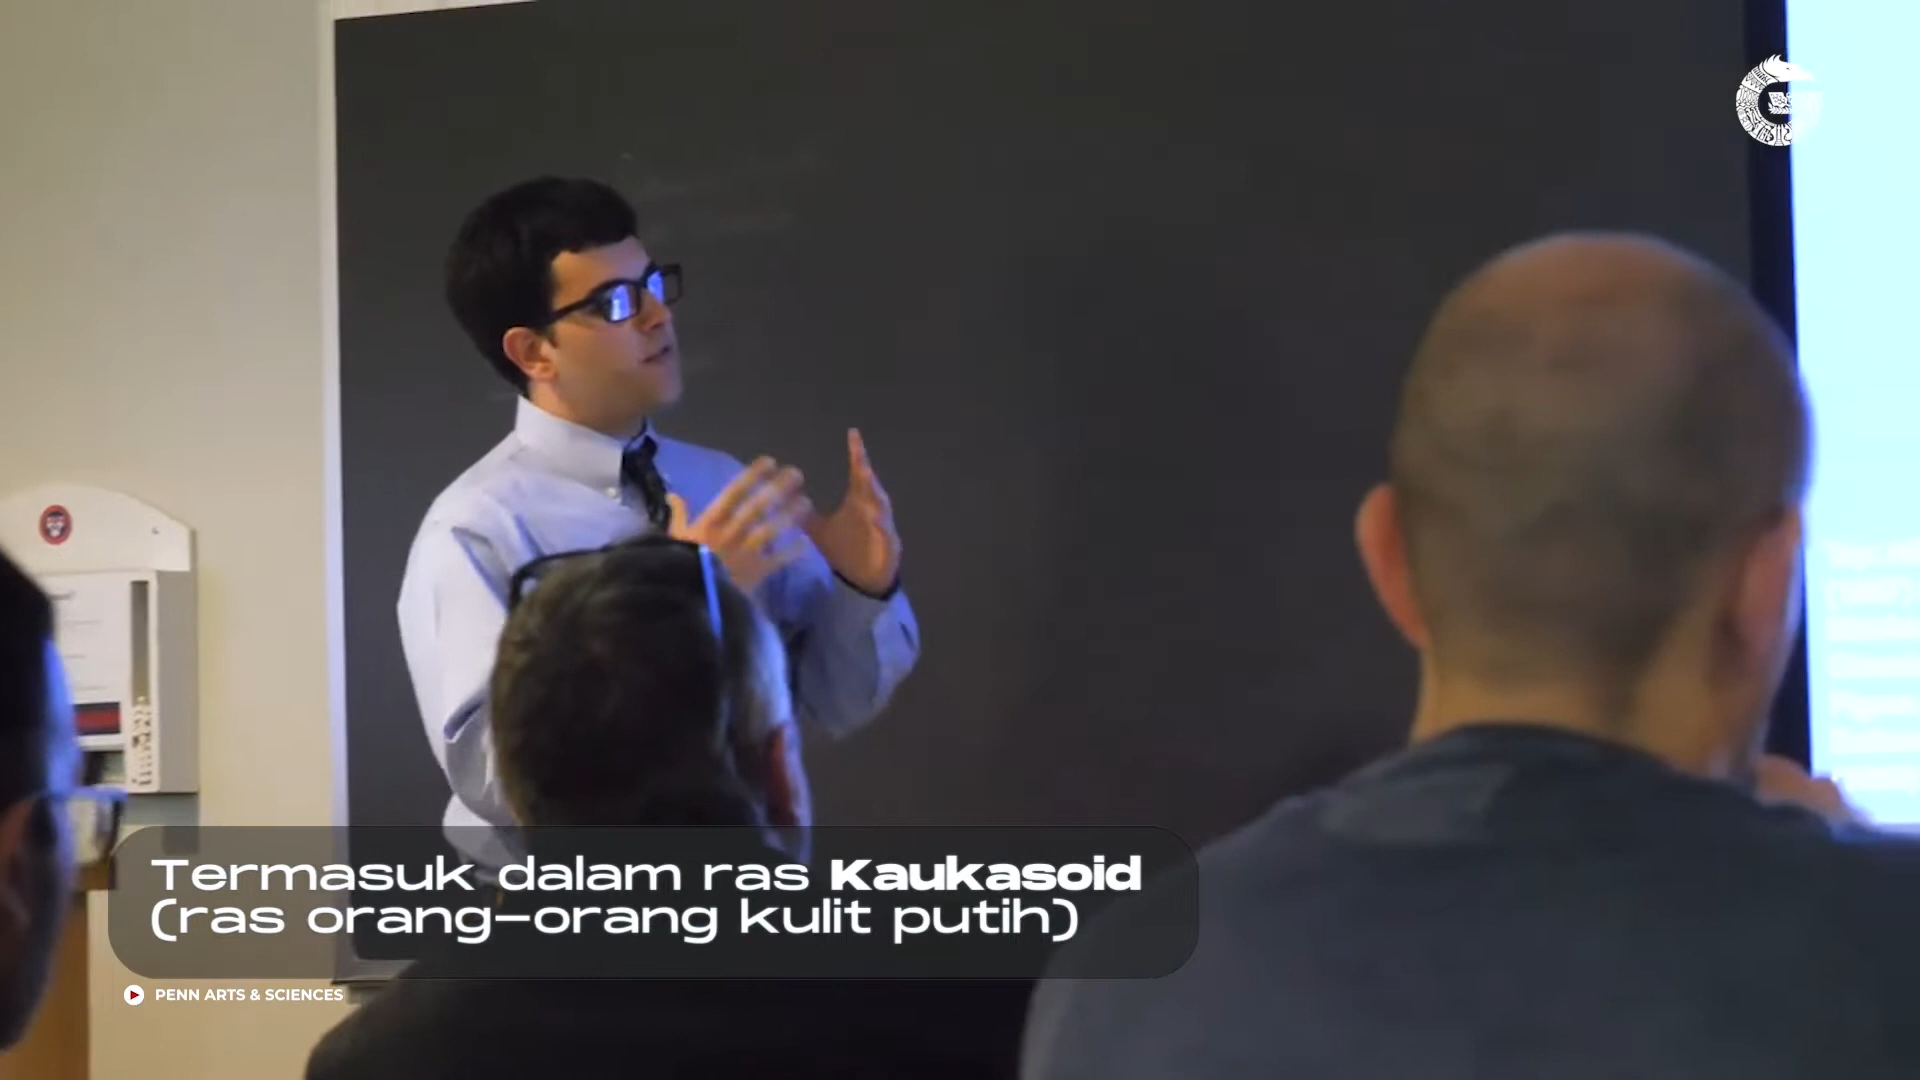 Termasuk dalam ras Kaukasoid
(ras orang-orang kulit putih)
PENN ARTS & SCIENCES